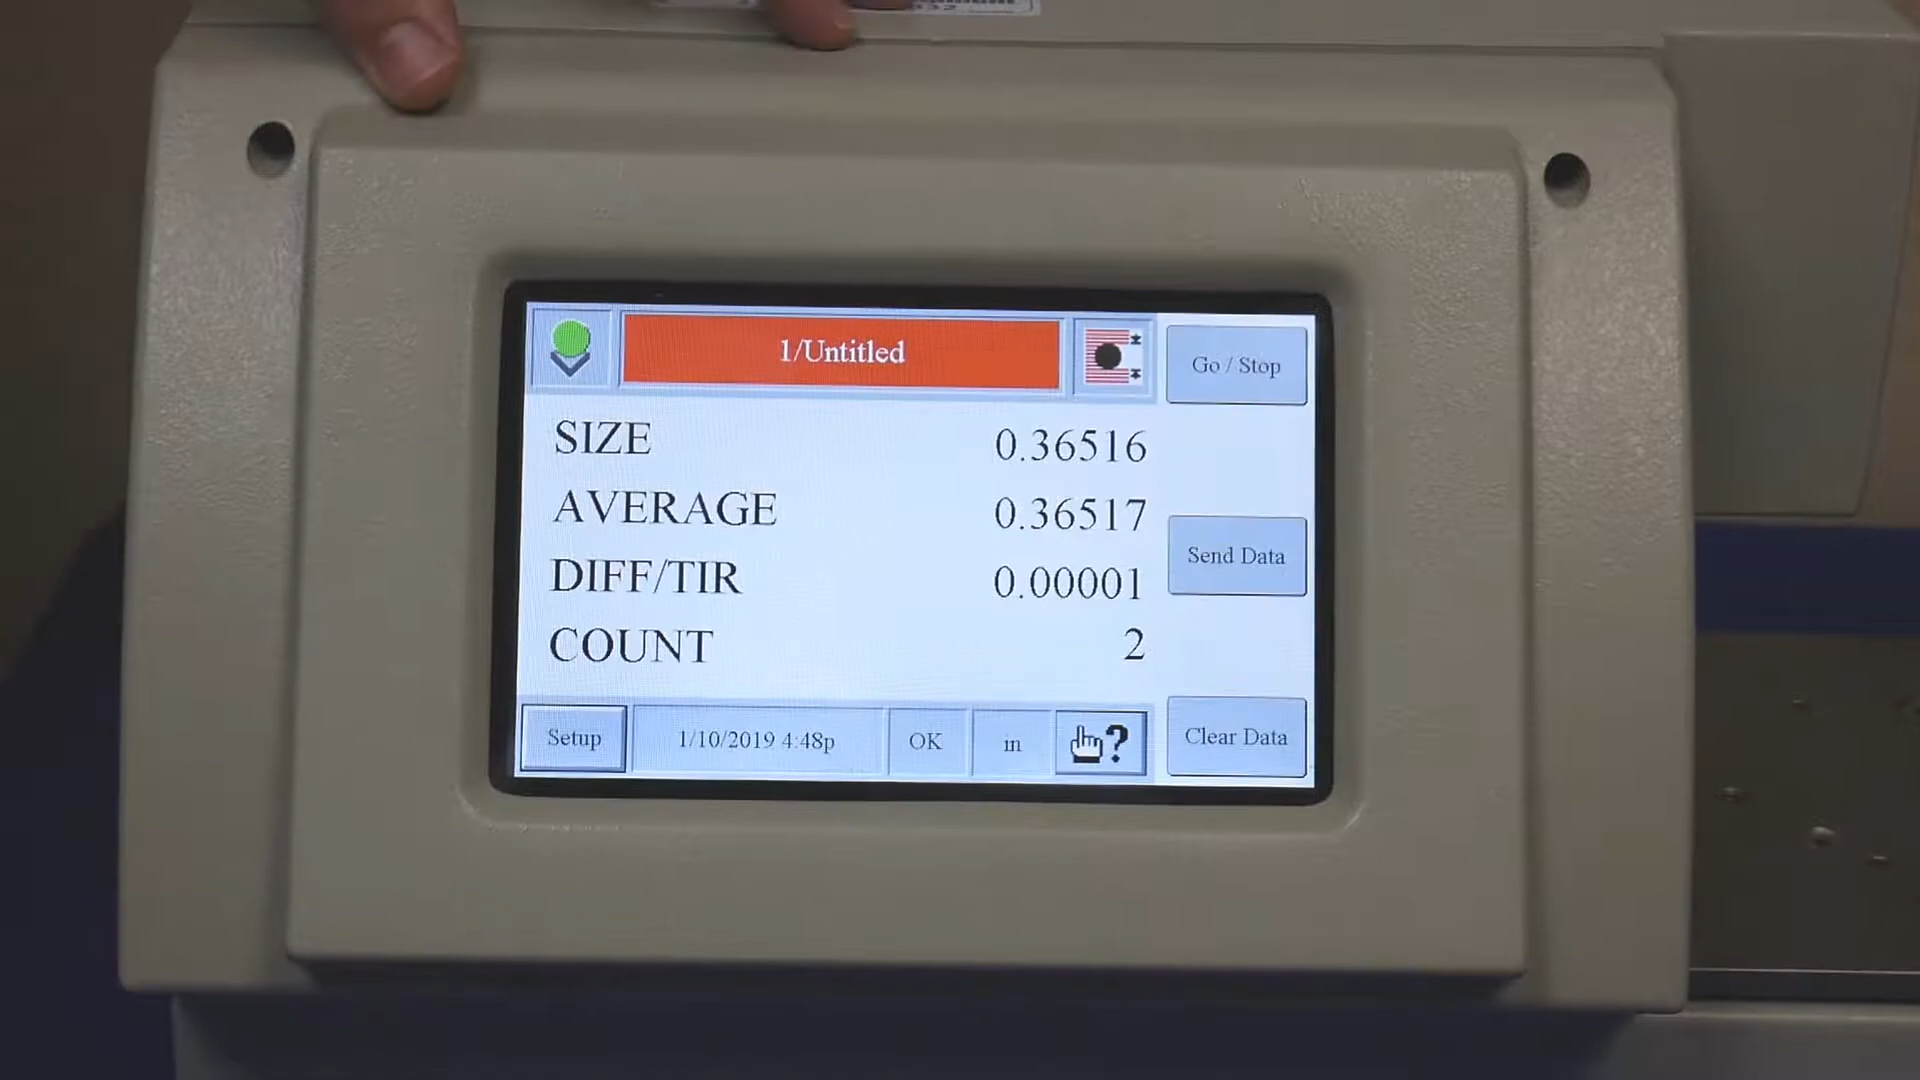 1/Untitled
Go / Stop
SIZE 0.36516
AVERAGE 0.36517
Send Data
DIFF/TIR 0.00001
COUNT 2
Setup 1/10/2019 4:48p OK in ?
Clear Data